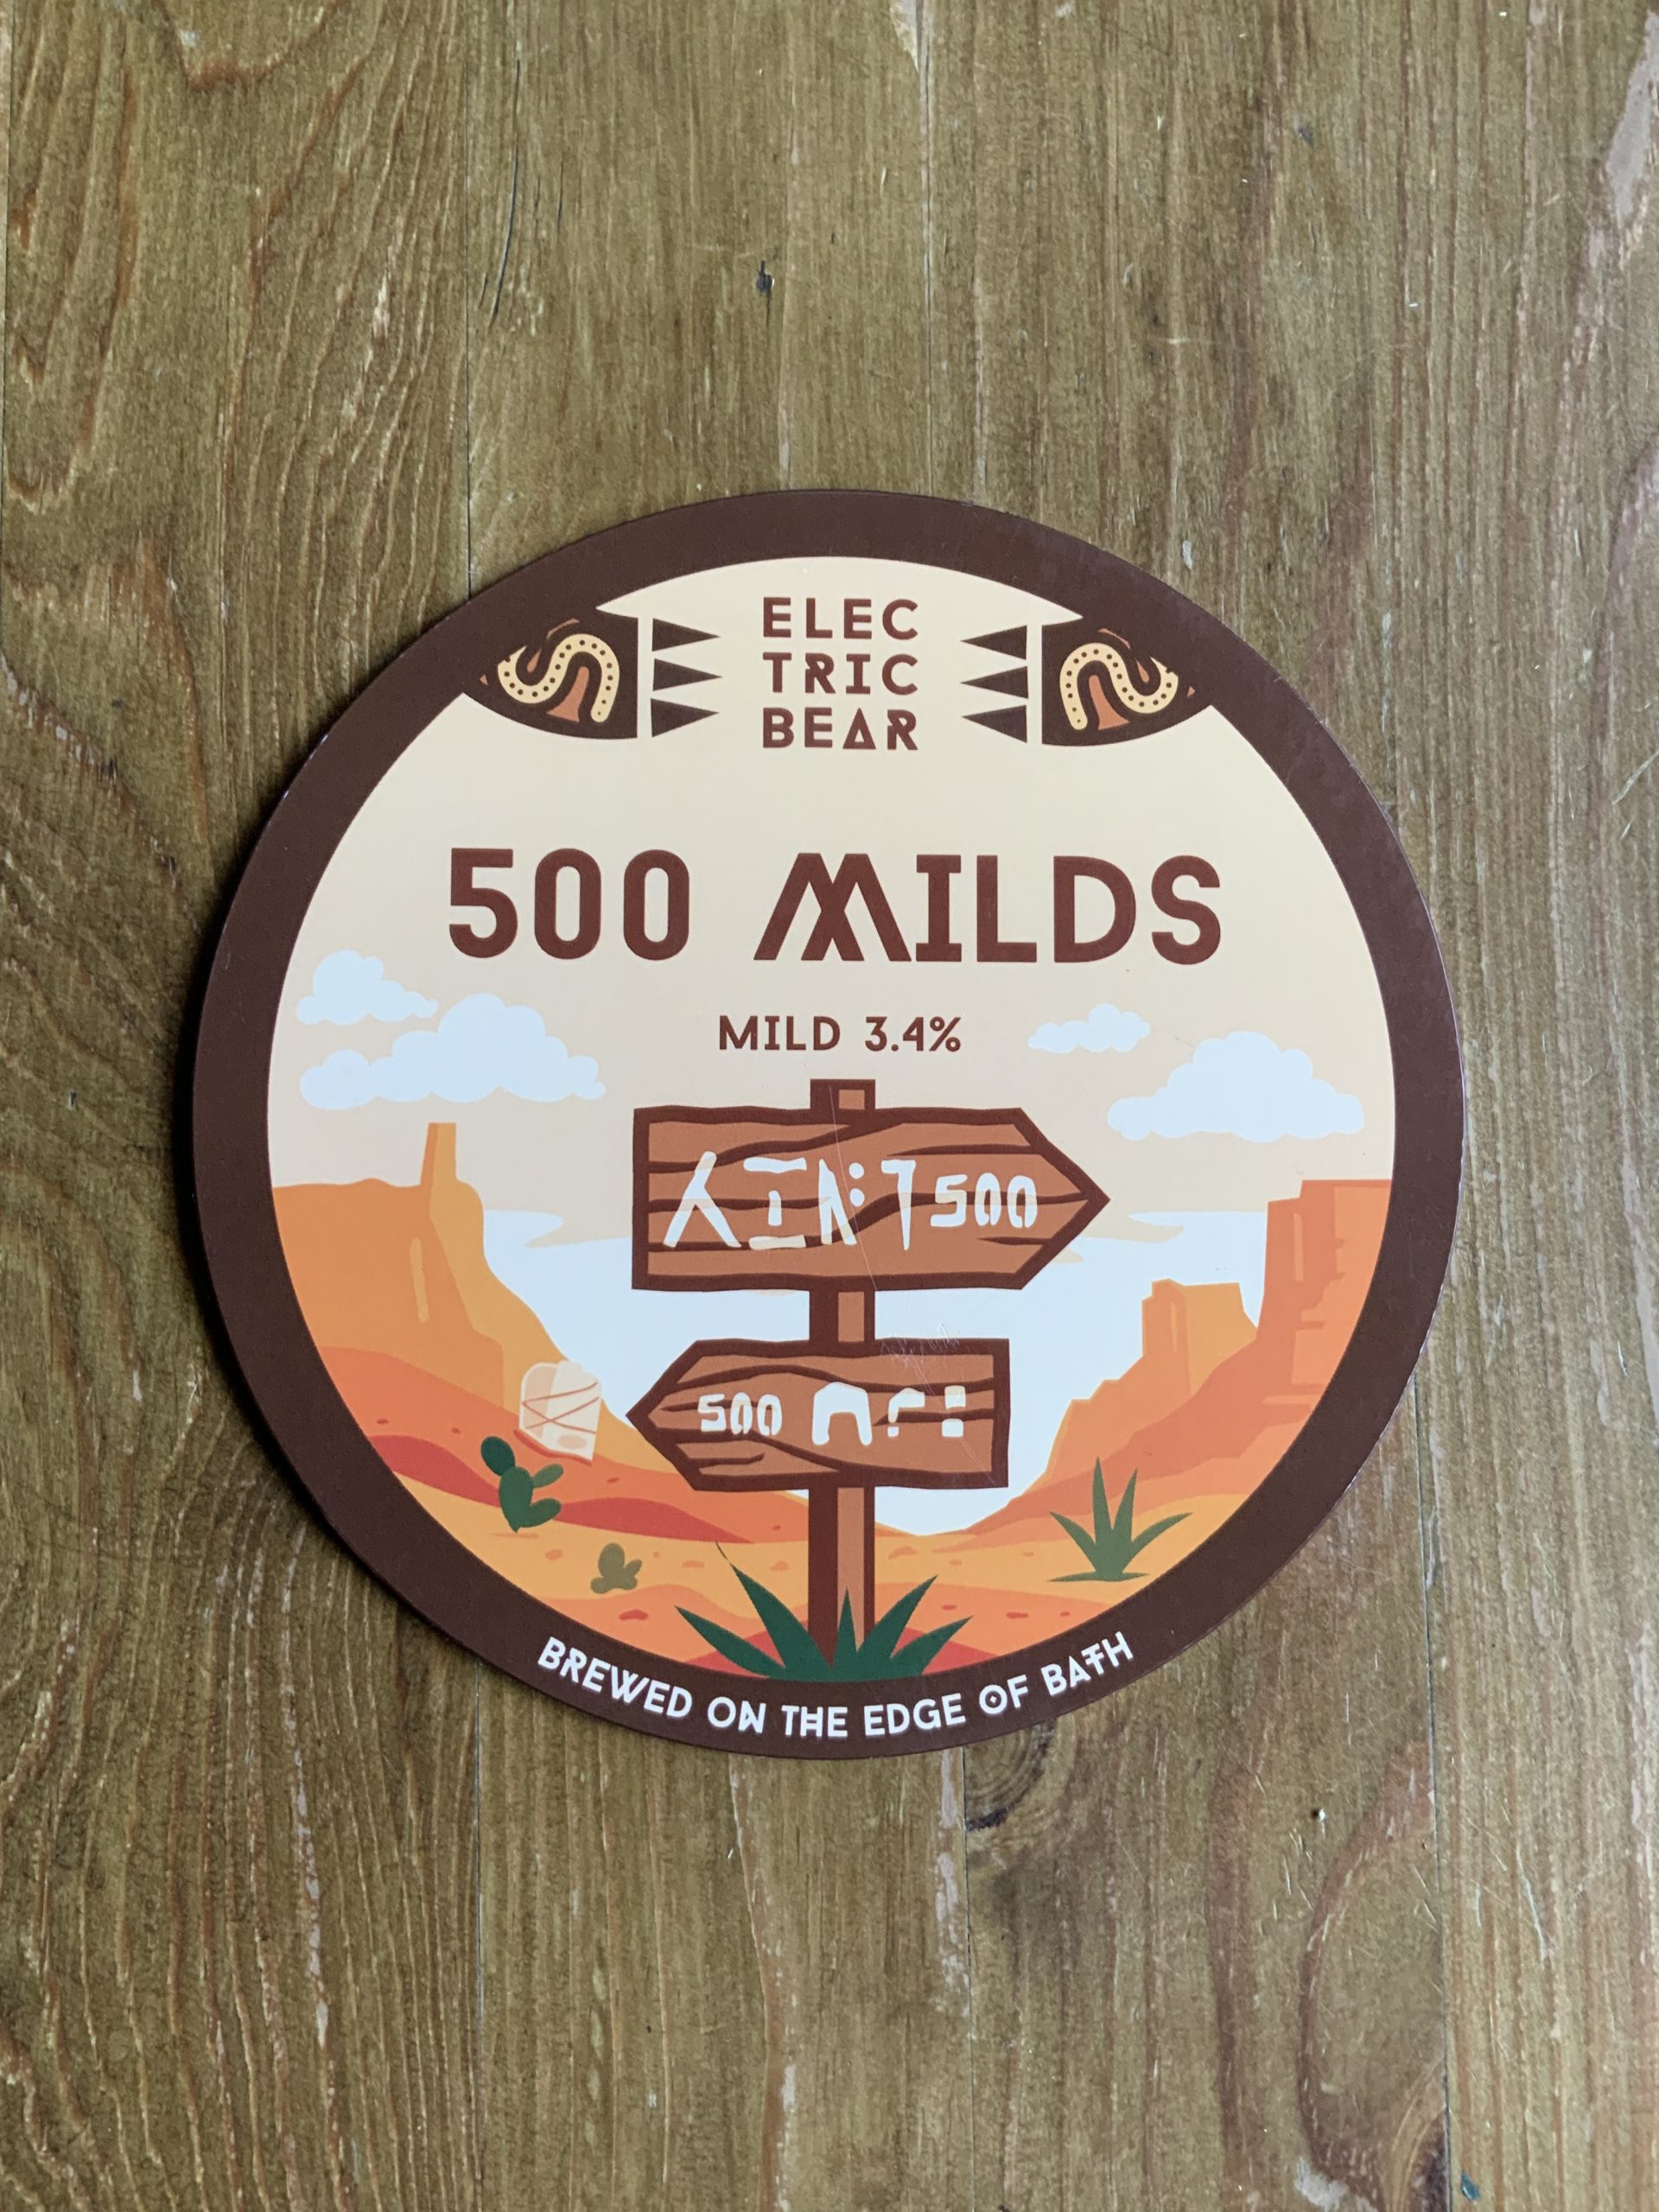 ELEC
TRIC
BEAR
500 MILDS
MILD 3.4%
500
500
BREWED ON THE EDGE OF BATH